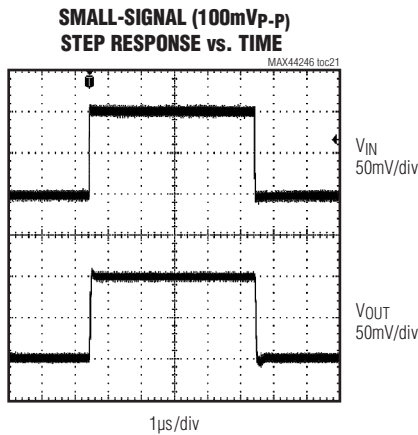 SMALL-SIGNAL (100mVP-P)
STEP RESPONSE vs. TIME
MAX44246 toc21
T
VIN
50mV/div
VOUT
50mV/div
1µs/div